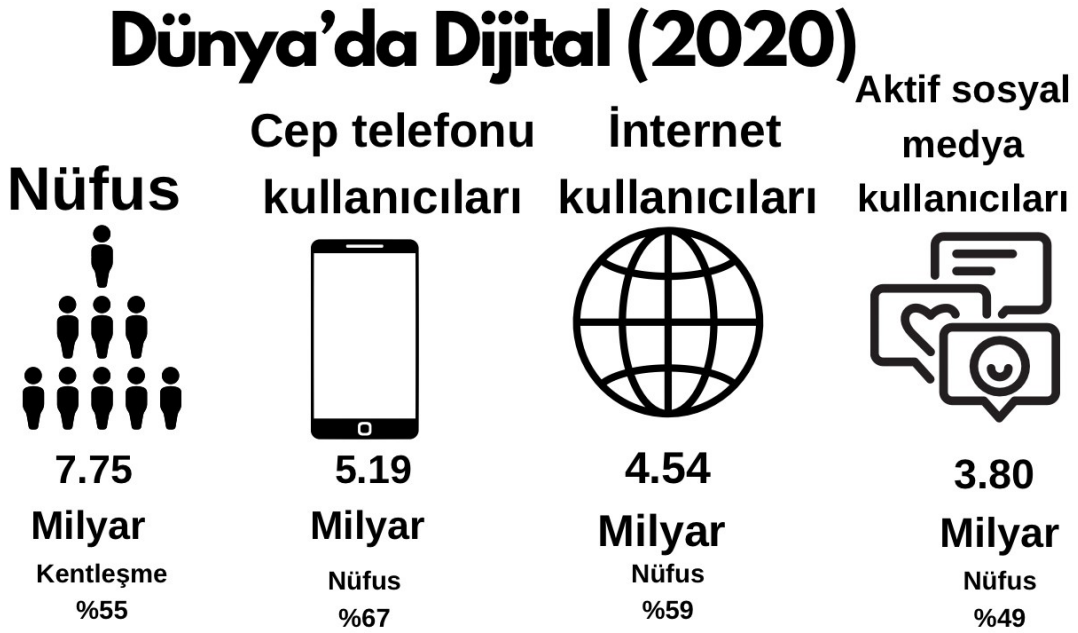 Dünya’da Dijital (2020)
Nüfus
7.75
Milyar
Kentleşme
%55
Cep telefonu
kullanıcıları
5.19
Milyar
Nüfus
%67
İnternet
kullanıcıları
4.54
Milyar
Nüfus
%59
Aktif sosyal
medya
kullanıcıları
3.80
Milyar
Nüfus
%49